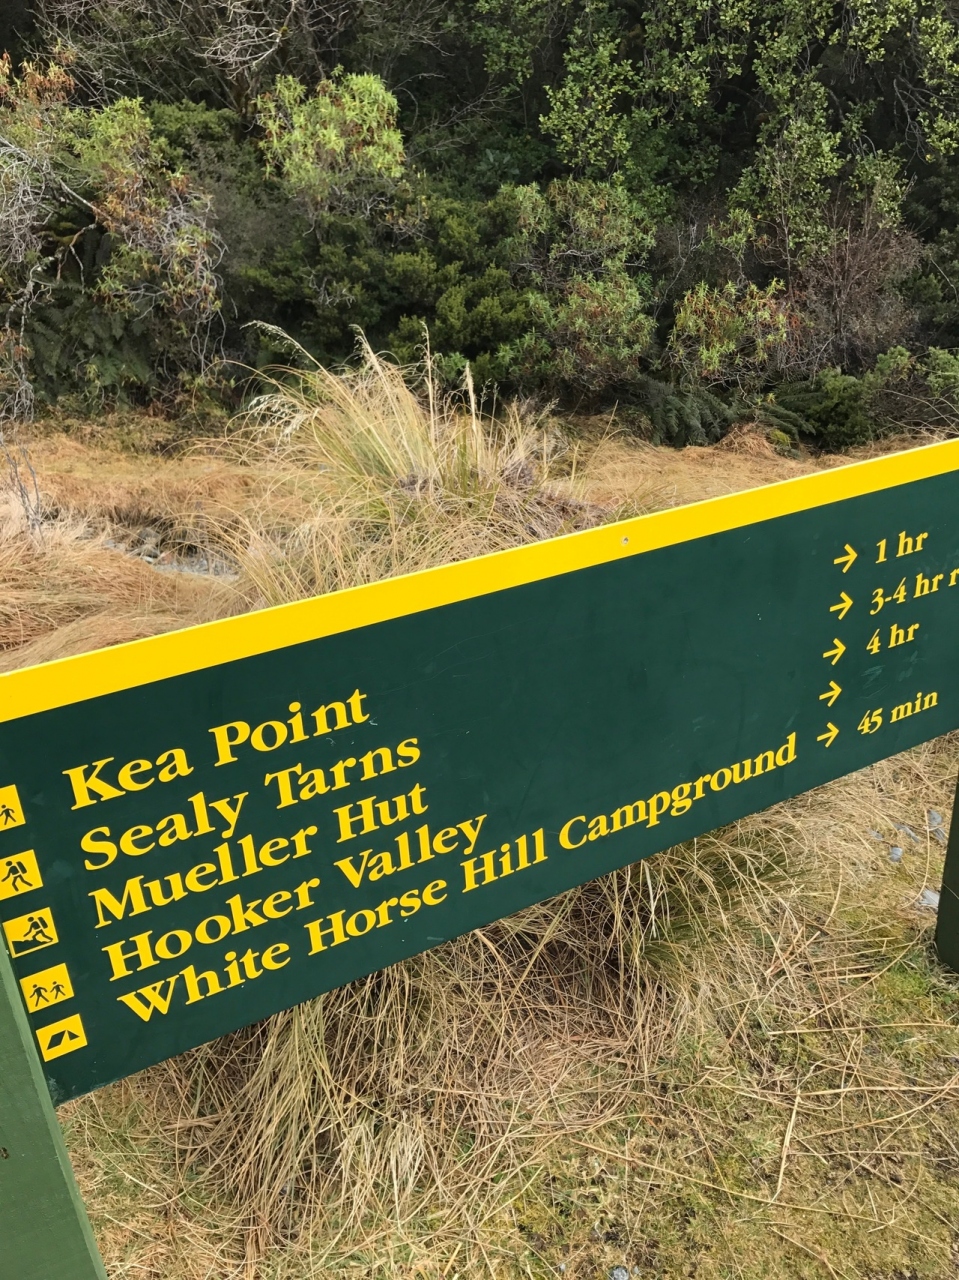 Kea Point → 1 hr
Sealy Tarns → 3-4 hr
Mueller Hut → 4 hr
Hooker Valley →
White Horse Hill Campground → 45 min